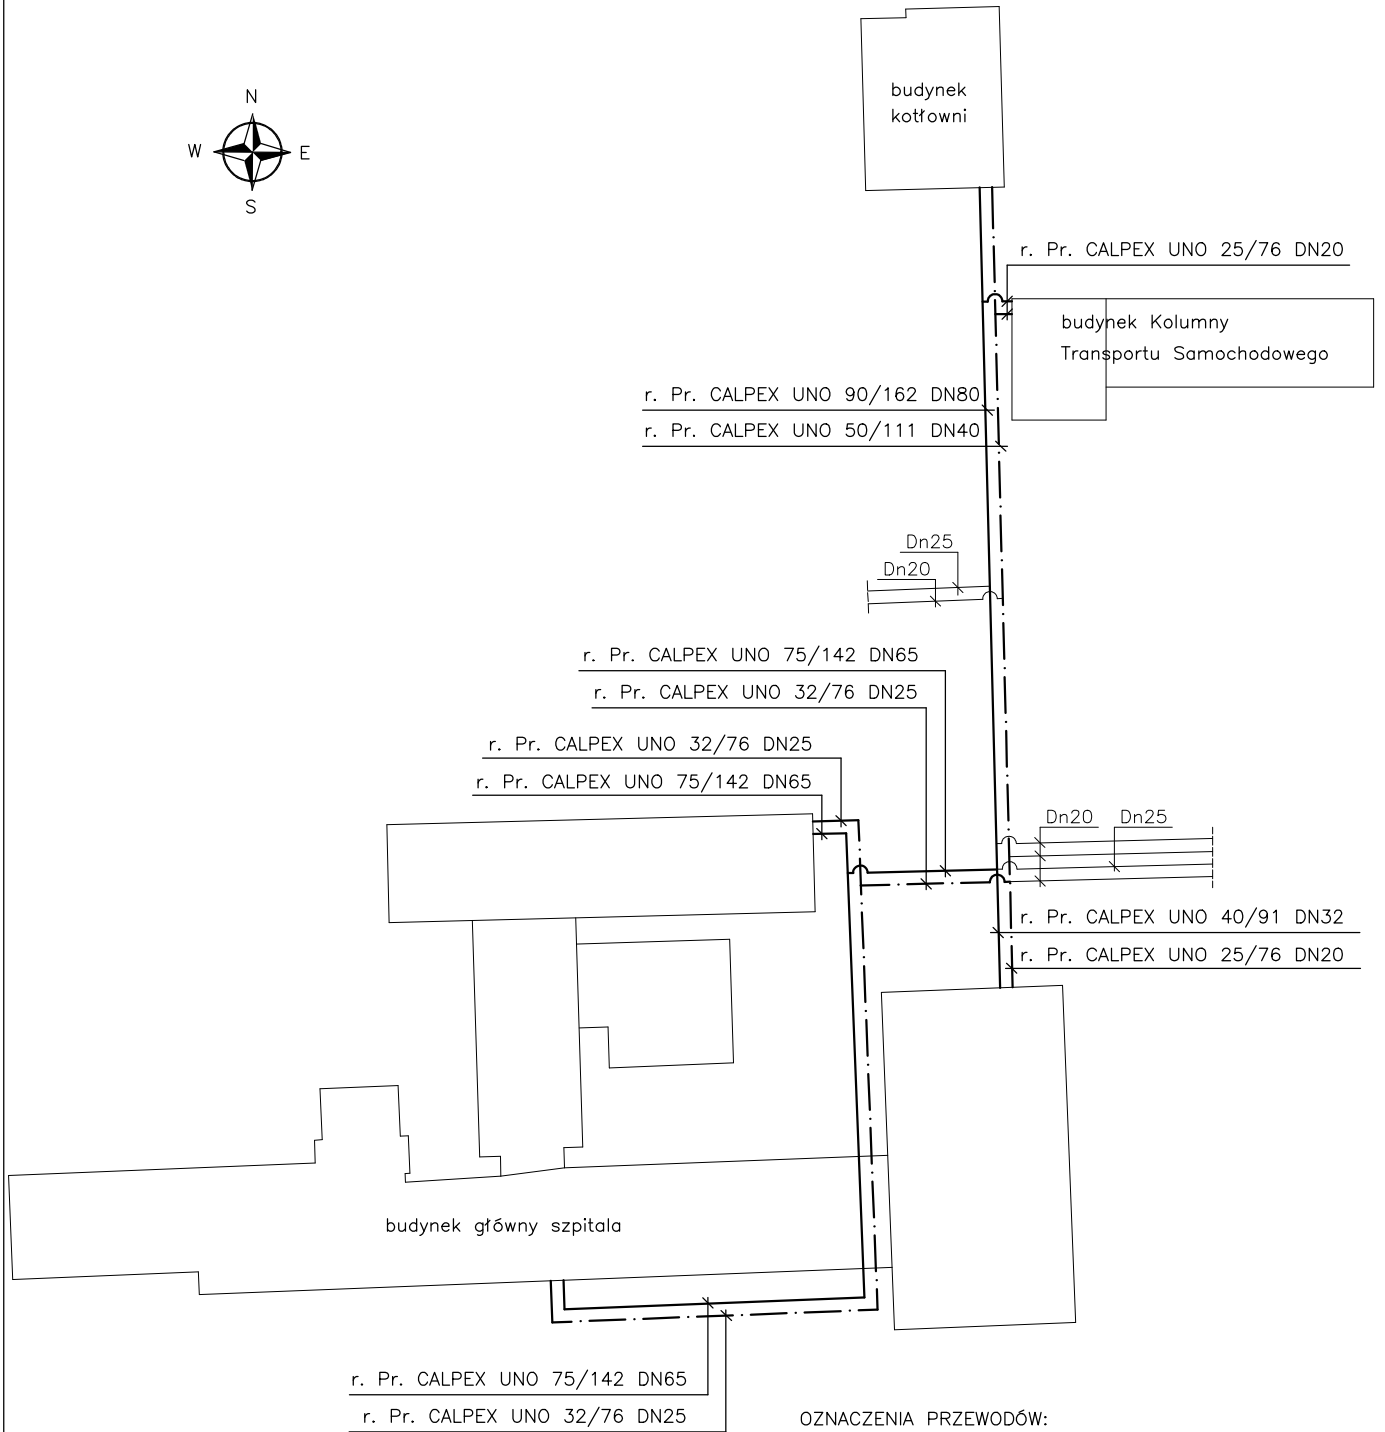 budynek
kotłowni
N
W
E
S
r. Pr. CALPEX UNO 25/76 DN20
budynek Kolumny
Transportu Samochodowego
r. Pr. CALPEX UNO 90/162 DN80
r. Pr. CALPEX UNO 50/111 DN40
Dn25
Dn20
r. Pr. CALPEX UNO 75/142 DN65
r. Pr. CALPEX UNO 32/76 DN25
r. Pr. CALPEX UNO 32/76 DN25
r. Pr. CALPEX UNO 75/142 DN65
Dn20
Dn25
r. Pr. CALPEX UNO 40/91 DN32
r. Pr. CALPEX UNO 25/76 DN20
budynek główny szpitala
r. Pr. CALPEX UNO 75/142 DN65
r. Pr. CALPEX UNO 32/76 DN25
OZNACZENIA PRZEWODÓW: